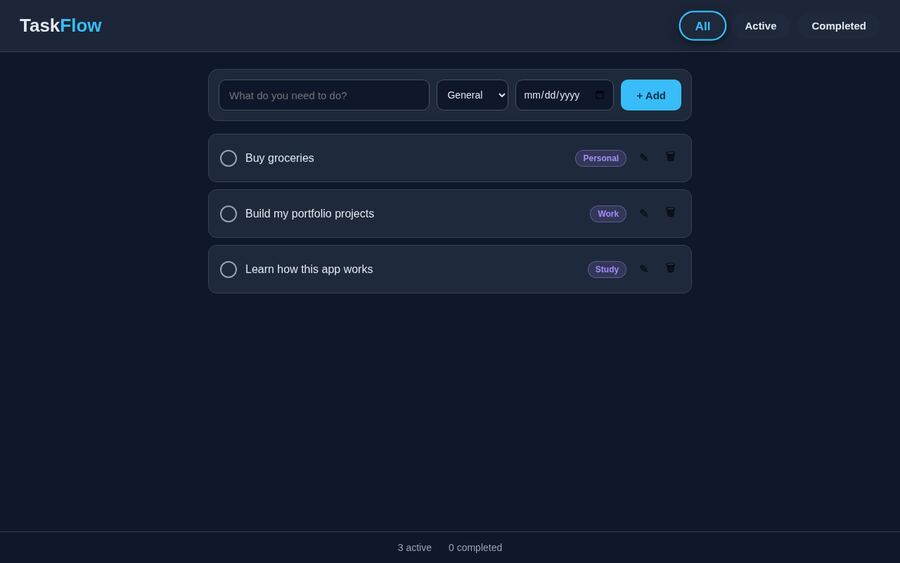 TaskFlow
All Active Completed
What do you need to do? General mm/dd/yyyy + Add
Buy groceries Personal
Build my portfolio projects Work
Learn how this app works Study
3 active 0 completed